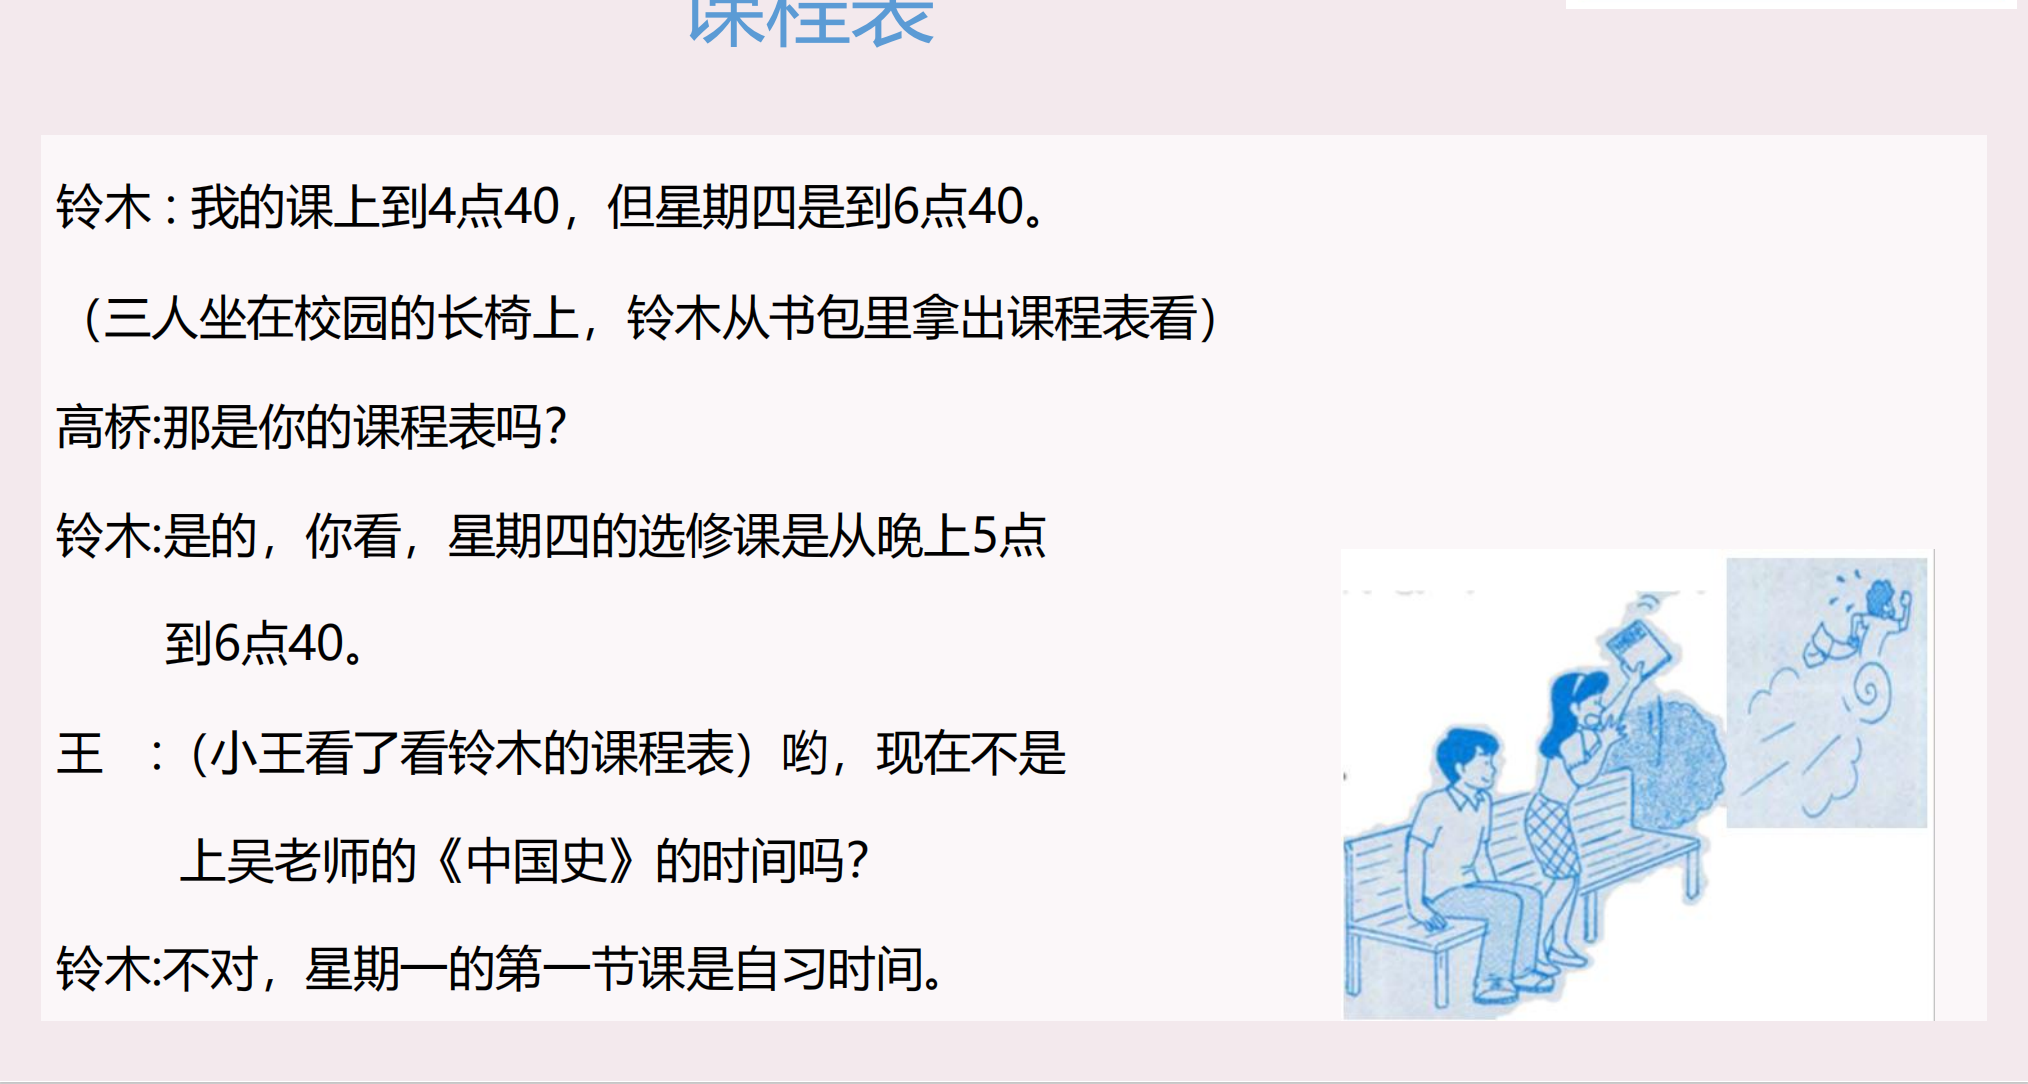 课程表
铃木：我的课上到4点40，但星期四是到6点40。
（三人坐在校园的长椅上，铃木从书包里拿出课程表看）
高桥:那是你的课程表吗？
铃木:是的，你看，星期四的选修课是从晚上5点
到6点40。
王 :（小王看了看铃木的课程表）哟，现在不是
上吴老师的《中国史》的时间吗？
铃木:不对，星期一的第一节课是自习时间。